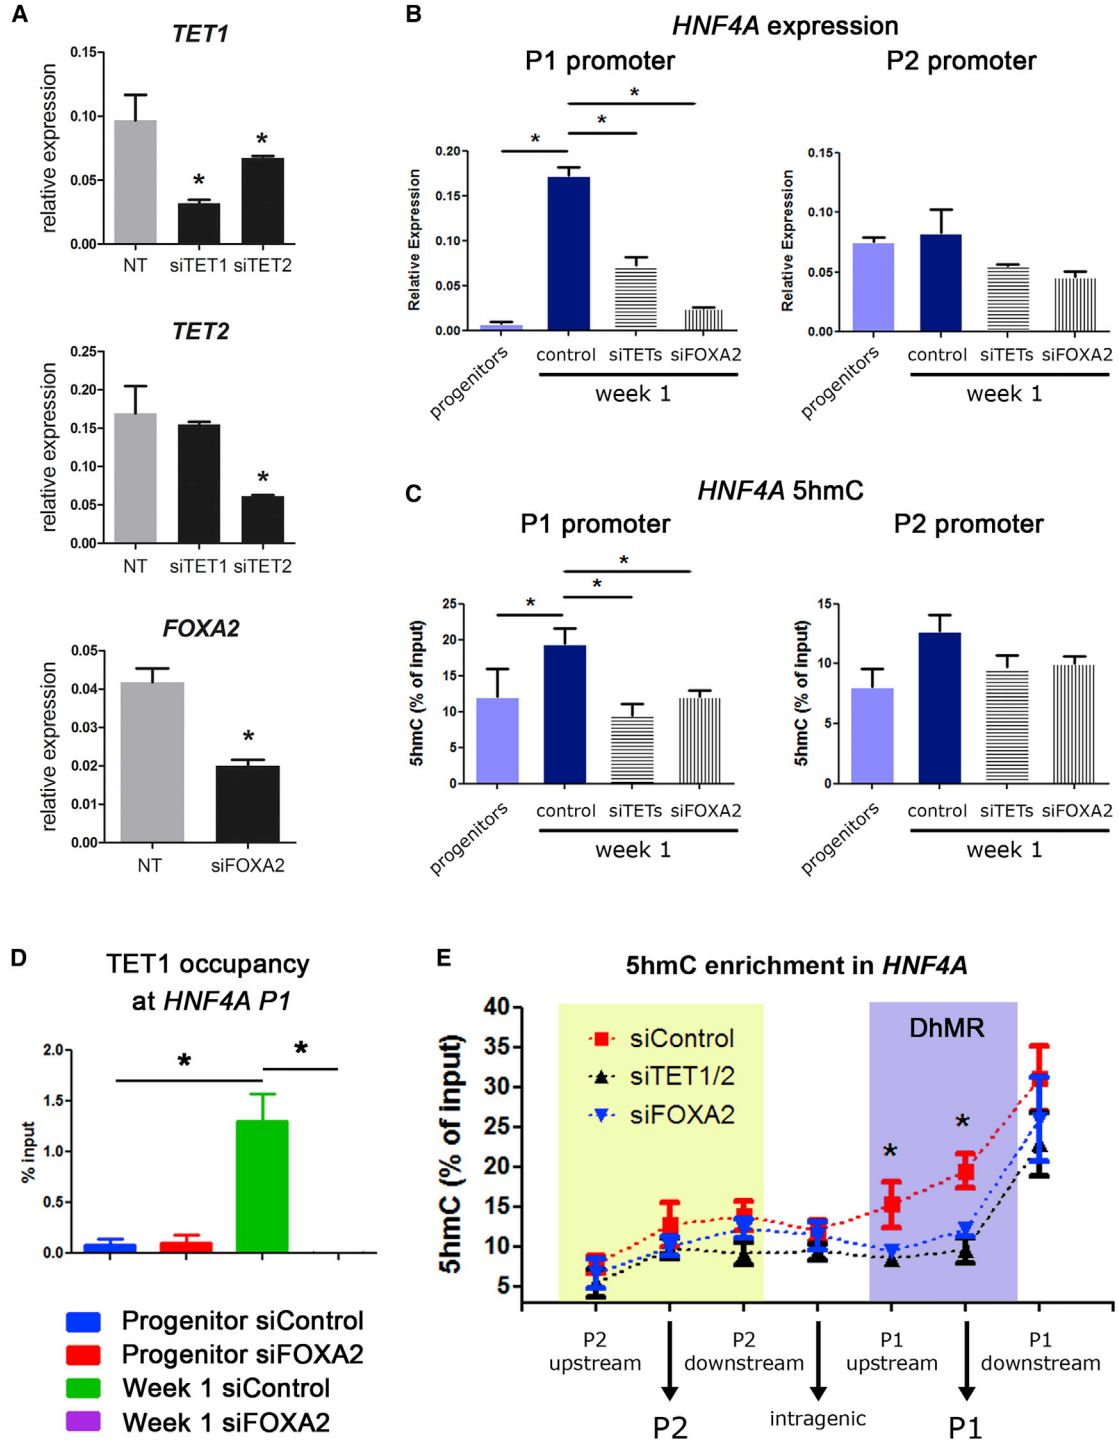 A
TET1
relative expression
0.15
0.10
0.05
0.00
*
*
NT siTET1 siTET2
TET2
relative expression
0.25
0.20
0.15
0.10
0.05
0.00
*
NT siTET1 siTET2
FOXA2
relative expression
0.05
0.04
0.03
0.02
0.01
0.00
*
NT siFOXA2
B
HNF4A expression
P1 promoter
Relative Expression
0.20
0.15
0.10
0.05
0.00
*
*
*
progenitors control siTETs siFOXA2
week 1
P2 promoter
Relative Expression
0.15
0.10
0.05
0.00
progenitors control siTETs siFOXA2
week 1
C
HNF4A 5hmC
P1 promoter
5hmC (% of input)
25
20
15
10
5
0
*
*
*
progenitors control siTETs siFOXA2
week 1
P2 promoter
5hmC (% of input)
15
10
5
0
progenitors control siTETs siFOXA2
week 1
D
TET1 occupancy
at HNF4A P1
% input
2.0
1.5
1.0
0.5
0.0
*
*
Progenitor siControl
Progenitor siFOXA2
Week 1 siControl
Week 1 siFOXA2
E
5hmC enrichment in HNF4A
5hmC (% of input)
40
35
30
25
20
15
10
5
siControl
siTET1/2
siFOXA2
DhMR
*
*
P2 upstream
P2
P2 downstream
intragenic
P1 upstream
P1
P1 downstream